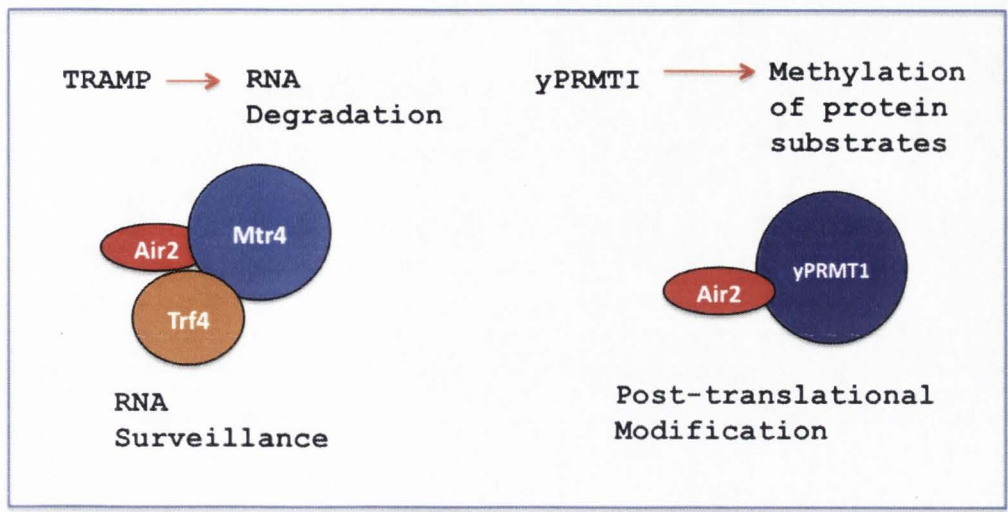 TRAMP → RNA
Degradation
Air2
Mtr4
Trf4
RNA
Surveillance
yPRMTI → Methylation
of protein
substrates
Air2
yPRMT1
Post-translational
Modification